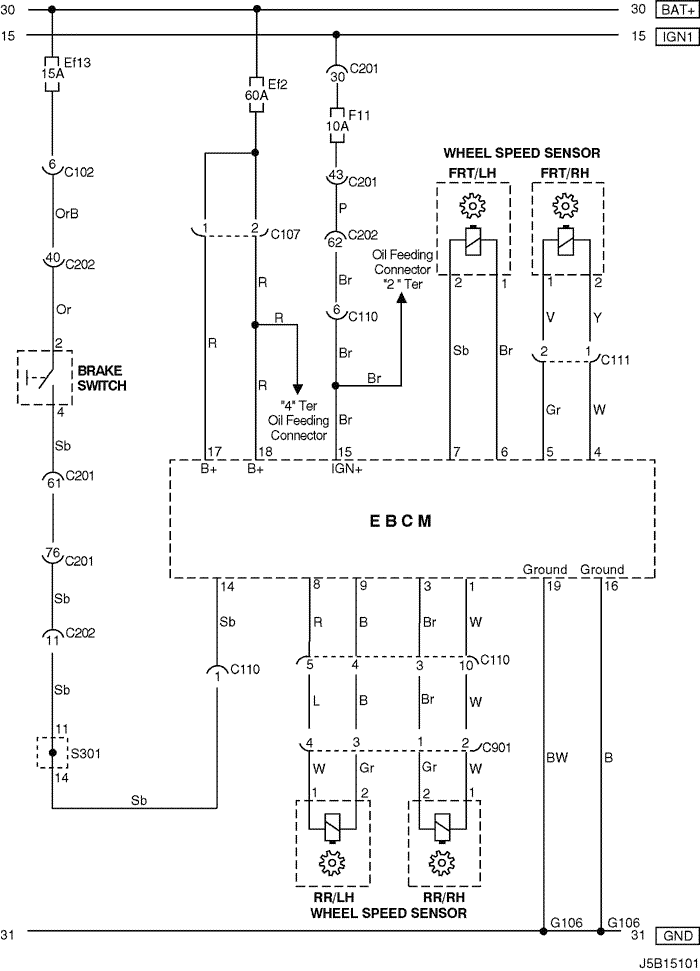 30 30 BAT+
15 15 IGN1
Ef13
15A
Ef2
60A
C201
30
F11
10A
WHEEL SPEED SENSOR
FRT/LH FRT/RH
6 C102
43 C201
OrB
P
1 2 C107
62 C202
40 C202
Oil Feeding
Connector
"2 " Ter
2 1 1 2
R
Br
Or
6 C110
V Y
R
2
R
Br
Sb Br
2 1 C111
BRAKE
SWITCH
R
Br
4
"4" Ter
Oil Feeding
Connector
Br
Gr W
Sb
17 18 15 7 6 5 4
B+ B+ IGN+
C201
61
EBCM
76 C201
Ground Ground
14 8 9 3 1 19 16
Sb
Sb R B Br W
C202
11
5 4 3 10 C110
C110
1
Sb
L B Br W
11
4 3 1 2 C901
S301
14
W Gr Gr W
BW B
Sb
1 2 2 1
RR/LH RR/RH
WHEEL SPEED SENSOR
G106 G106
31 31 GND
J5B15101